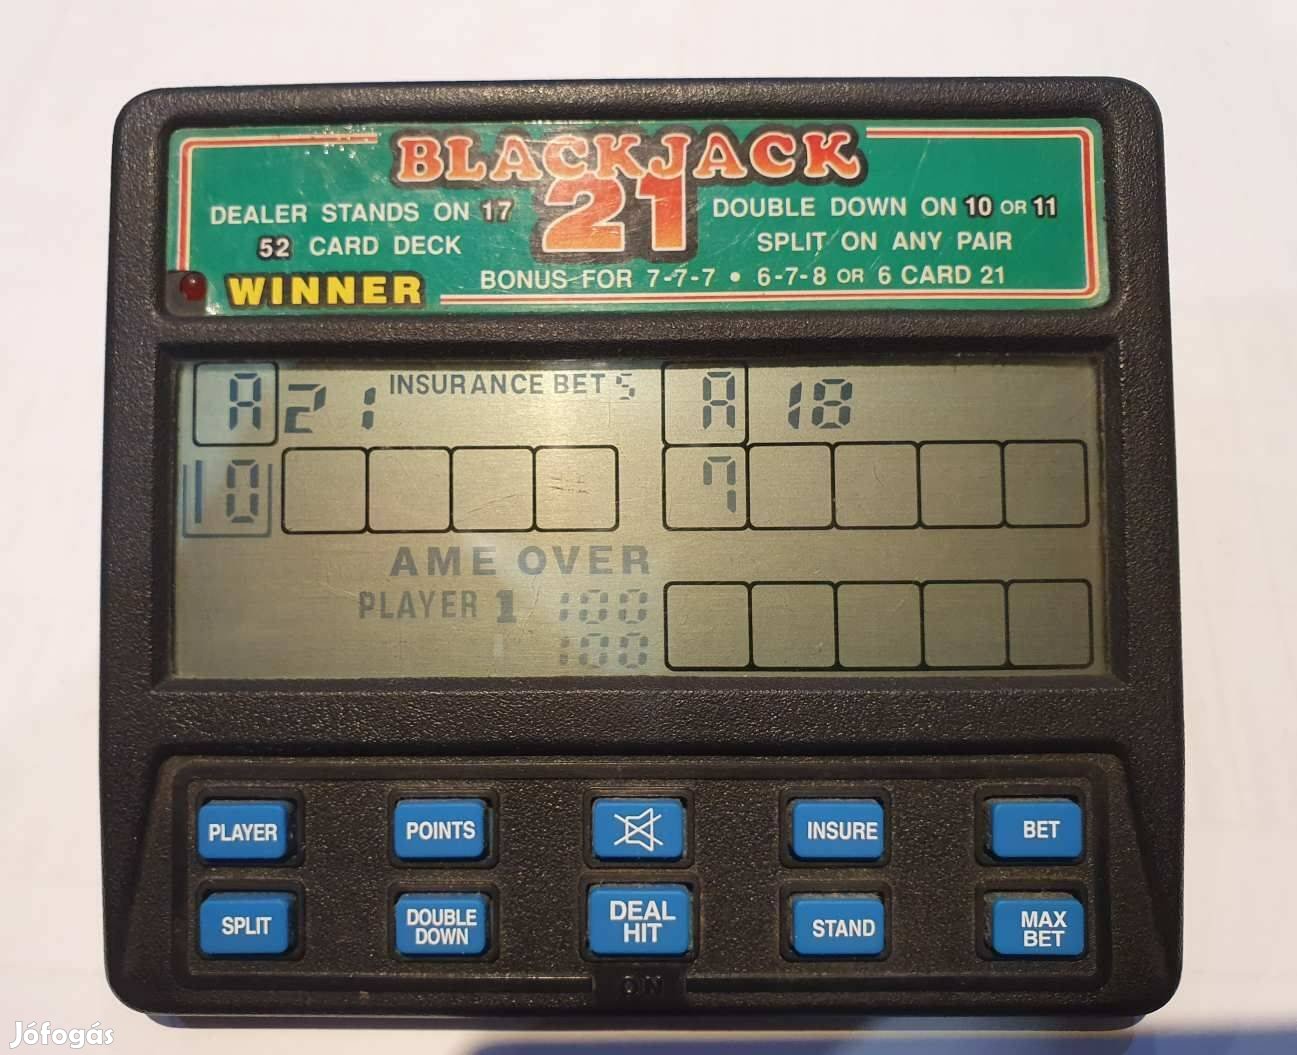 BLACKJACK
21
DEALER STANDS ON 17
52 CARD DECK
DOUBLE DOWN ON 10 OR 11
SPLIT ON ANY PAIR
WINNER
BONUS FOR 7-7-7 • 6-7-8 OR 6 CARD 21
A 21 INSURANCE BET 5 A 18
10 7
AME OVER
PLAYER 1 100
100
PLAYER POINTS INSURE BET
SPLIT DOUBLE DOWN DEAL HIT STAND MAX BET
ON
Jófogás